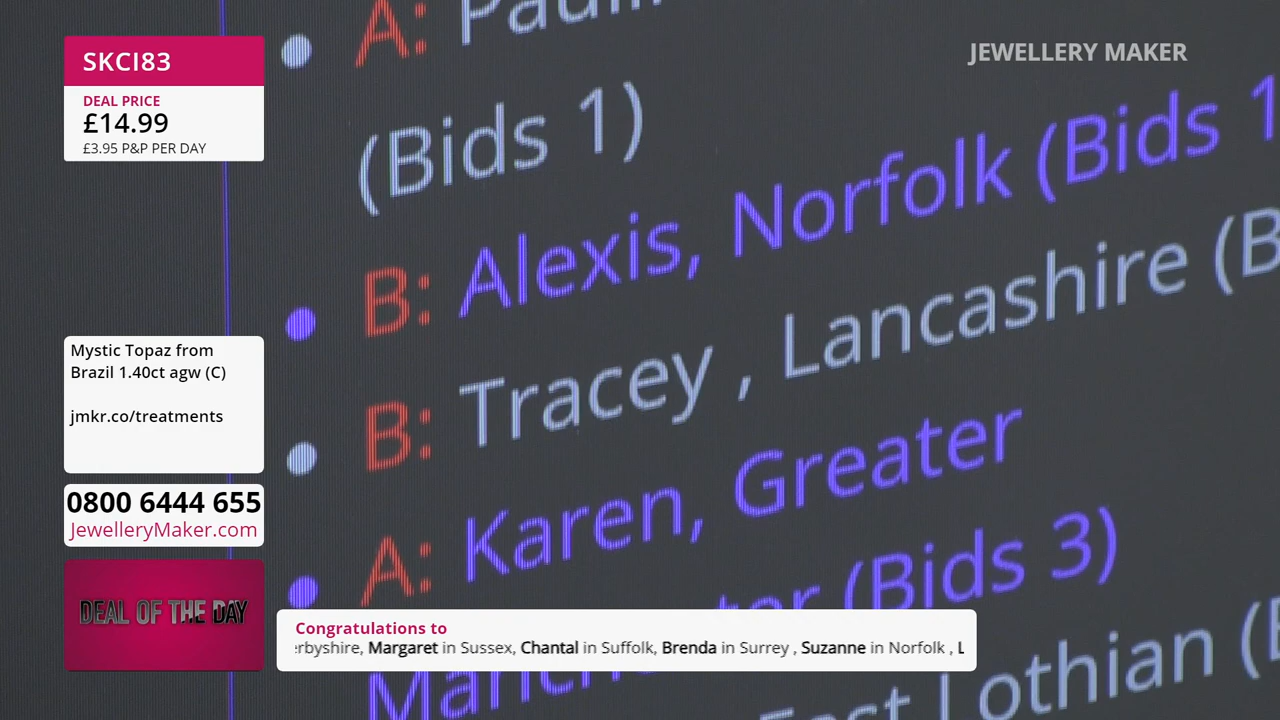 SKCI83
DEAL PRICE
£14.99
£3.95 P&P PER DAY
JEWELLERY MAKER
A:
(Bids 1)
B: Alexis, Norfolk (Bids 1
B: Tracey , Lancashire (B
A: Karen, Greater
(Bids 3)
Lothian
Mystic Topaz from
Brazil 1.40ct agw (C)
jmkr.co/treatments
0800 6444 655
JewelleryMaker.com
DEAL OF THE DAY
Congratulations to
erbyshire, Margaret in Sussex, Chantal in Suffolk, Brenda in Surrey , Suzanne in Norfolk , L